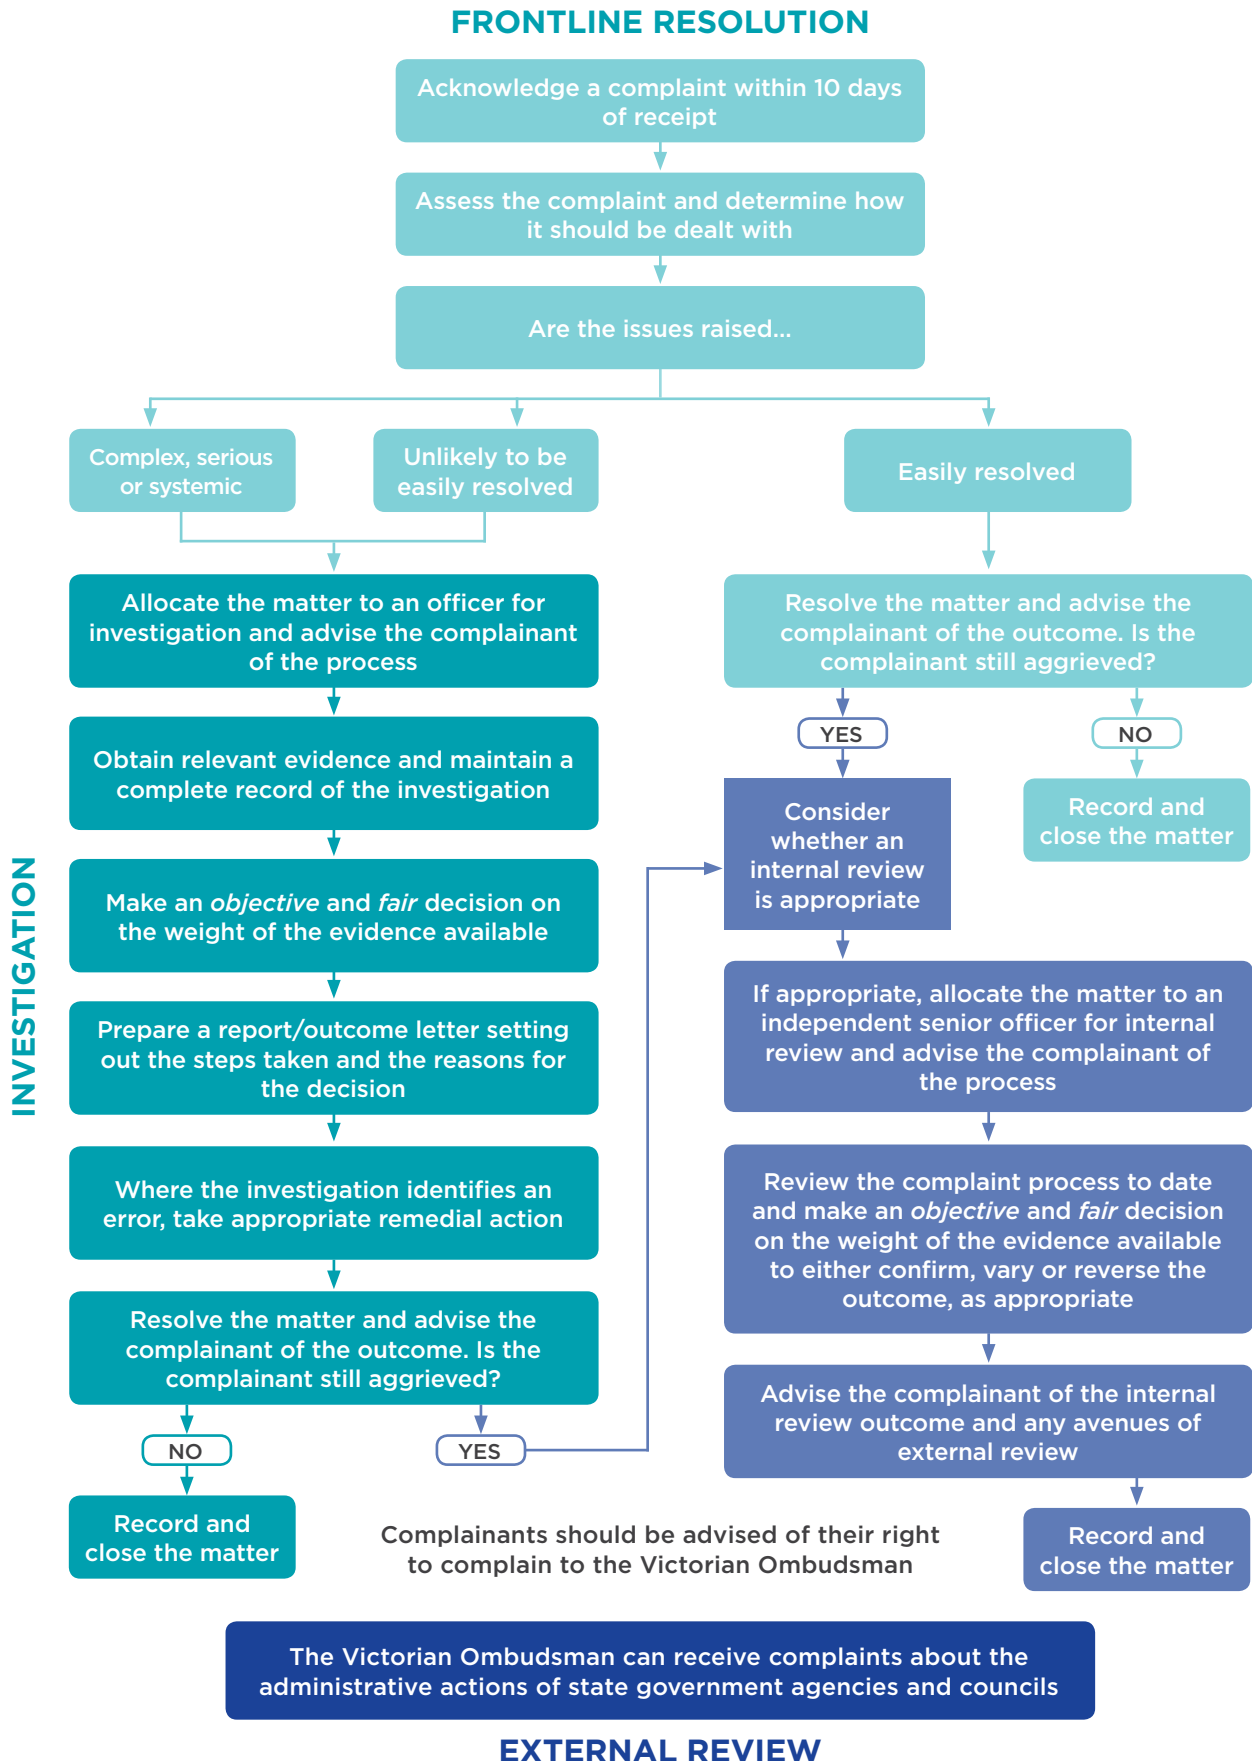 FRONTLINE RESOLUTION
Acknowledge a complaint within 10 days
of receipt
Assess the complaint and determine how
it should be dealt with
Are the issues raised...
Complex, serious
or systemic
Unlikely to be
easily resolved
Easily resolved
INVESTIGATION
Allocate the matter to an officer for
investigation and advise the complainant
of the process
Obtain relevant evidence and maintain a
complete record of the investigation
Make an objective and fair decision on
the weight of the evidence available
Prepare a report/outcome letter setting
out the steps taken and the reasons for
the decision
Where the investigation identifies an
error, take appropriate remedial action
Resolve the matter and advise the
complainant of the outcome. Is the
complainant still aggrieved?
NO
YES
Record and
close the matter
Resolve the matter and advise the
complainant of the outcome. Is the
complainant still aggrieved?
YES
NO
Record and
close the matter
Consider
whether an
internal review
is appropriate
If appropriate, allocate the matter to an
independent senior officer for internal
review and advise the complainant of
the process
Review the complaint process to date
and make an objective and fair decision
on the weight of the evidence available
to either confirm, vary or reverse the
outcome, as appropriate
Advise the complainant of the internal
review outcome and any avenues of
external review
Record and
close the matter
Complainants should be advised of their right
to complain to the Victorian Ombudsman
The Victorian Ombudsman can receive complaints about the
administrative actions of state government agencies and councils
EXTERNAL REVIEW